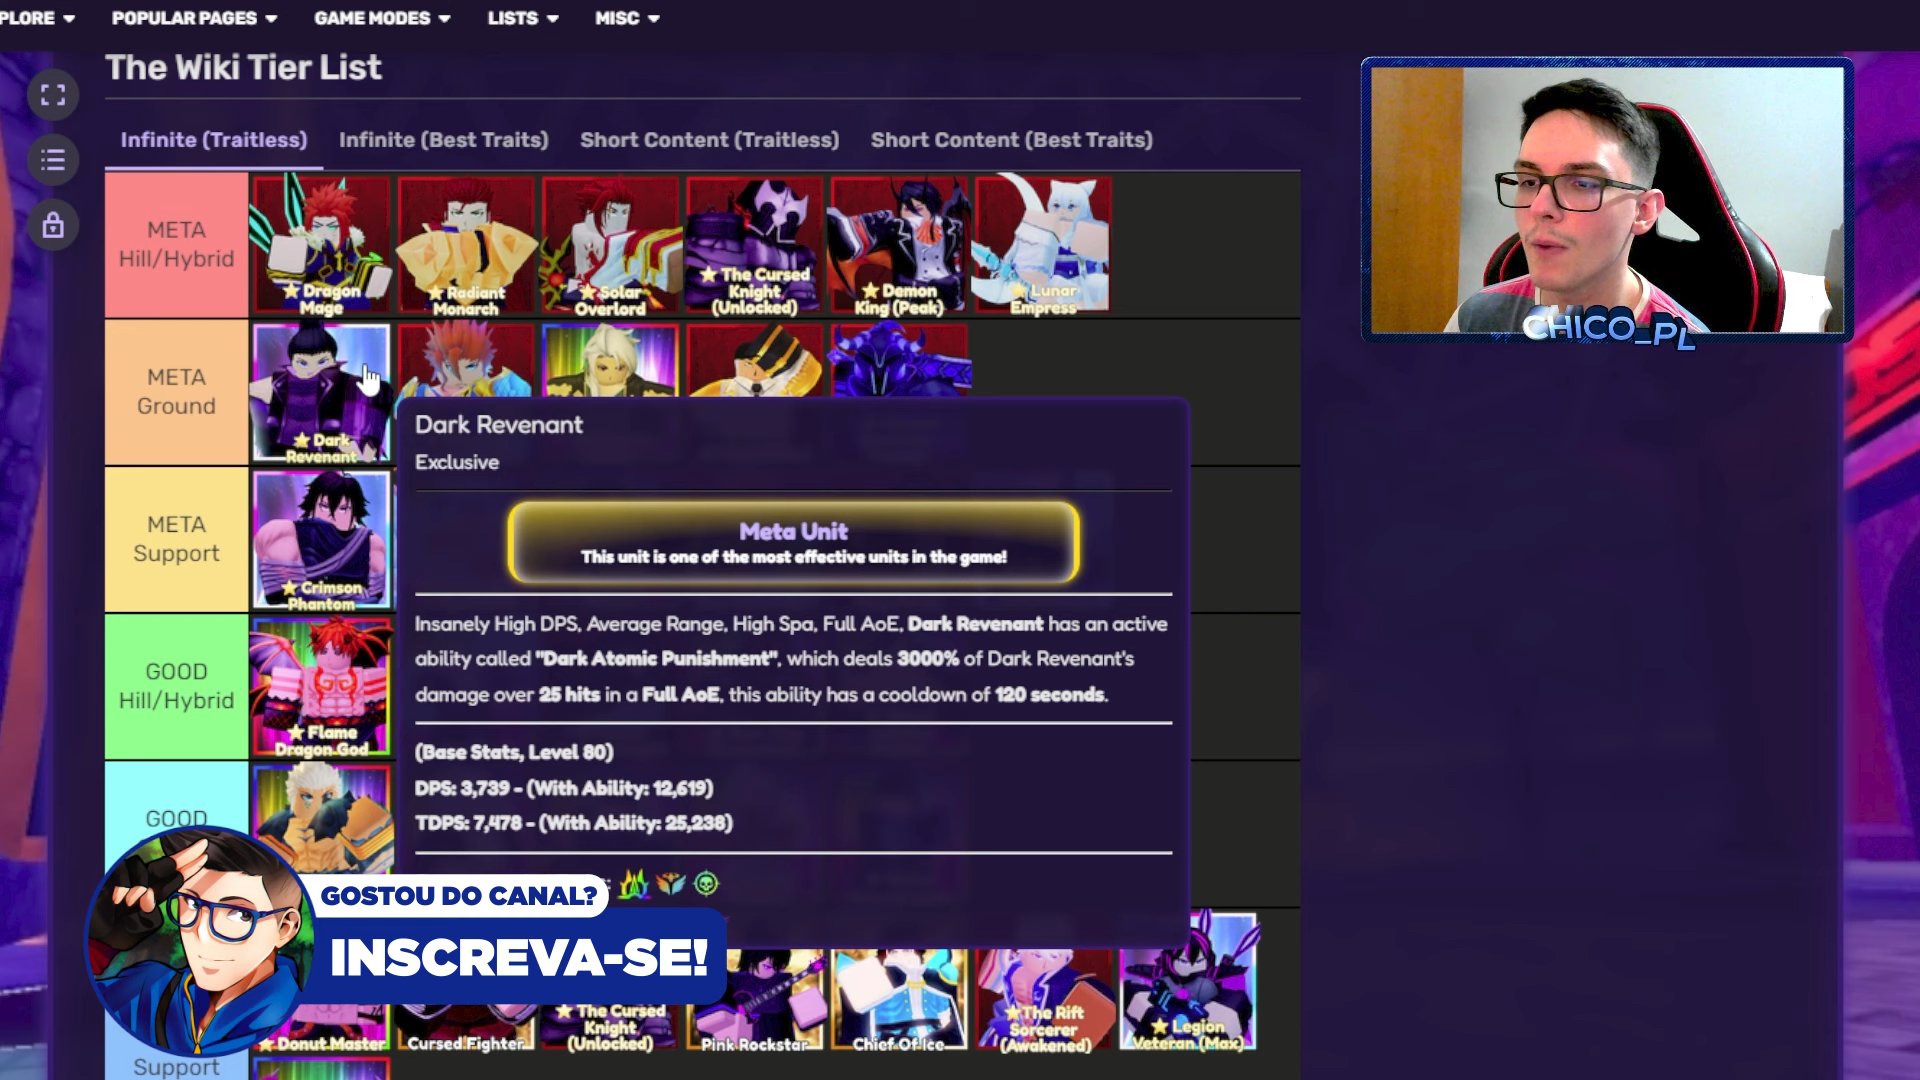 PLORE
POPULAR PAGES
GAME MODES
LISTS
MISC
The Wiki Tier List
Infinite (Traitless)
Infinite (Best Traits)
Short Content (Traitless)
Short Content (Best Traits)
META
Hill/Hybrid
Dragon
Mage
Radiant
Monarch
Solar
Overlord
The Cursed
Knight
(Unlocked)
Demon
King (Peak)
Lunar
Empress
CHICO_PL
META
Ground
Dark
Revenant
META
Support
Crimson
Phantom
GOOD
Hill/Hybrid
Flame
Dragon God
GOOD
Dark Revenant
Exclusive
Meta Unit
This unit is one of the most effective units in the game!
Insanely High DPS, Average Range, High Spa, Full AoE, Dark Revenant has an active
ability called "Dark Atomic Punishment", which deals 3000% of Dark Revenant's
damage over 25 hits in a Full AoE, this ability has a cooldown of 120 seconds.
(Base Stats, Level 80)
DPS: 3,739 - (With Ability: 12,619)
TDPS: 7,478 - (With Ability: 25,238)
GOSTOU DO CANAL?
INSCREVA-SE!
Donut Master
Cursed Fighter
The Cursed
Knight
(Unlocked)
Pink Rockstar
Chief Of Ice
The Rift
Sorcerer
(Awakened)
Legion
Veteran (Max)
Support